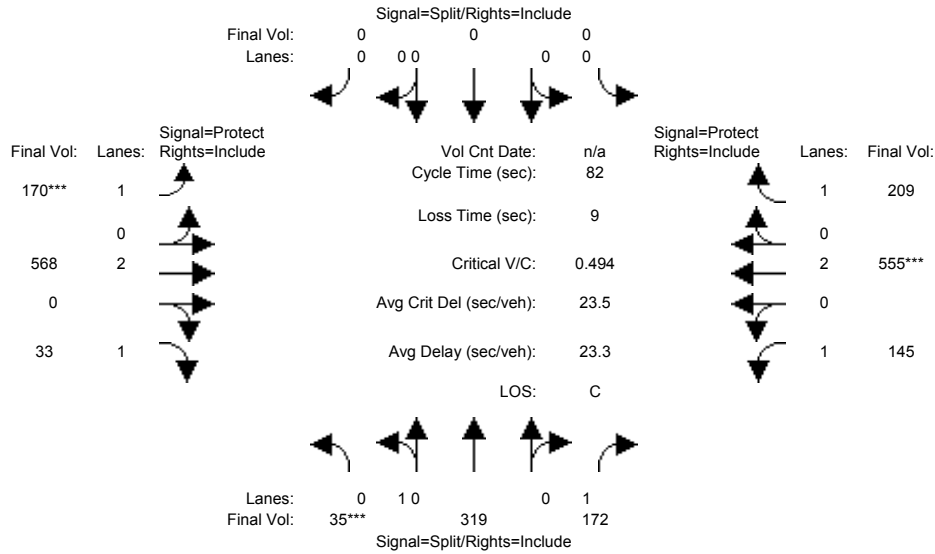 Signal=Split/Rights=Include
Final Vol: 0 0 0
Lanes: 0 0 0 0 0
Signal=Protect Signal=Protect
Final Vol: Lanes: Rights=Include Vol Cnt Date: n/a Rights=Include Lanes: Final Vol:
Cycle Time (sec): 82
170*** 1 1 209
Loss Time (sec): 9
0 0
568 2 Critical V/C: 0.494 2 555***
0 Avg Crit Del (sec/veh): 23.5 0
33 1 Avg Delay (sec/veh): 23.3 1 145
LOS: C
Lanes: 0 1 0 0 1
Final Vol: 35*** 319 172
Signal=Split/Rights=Include